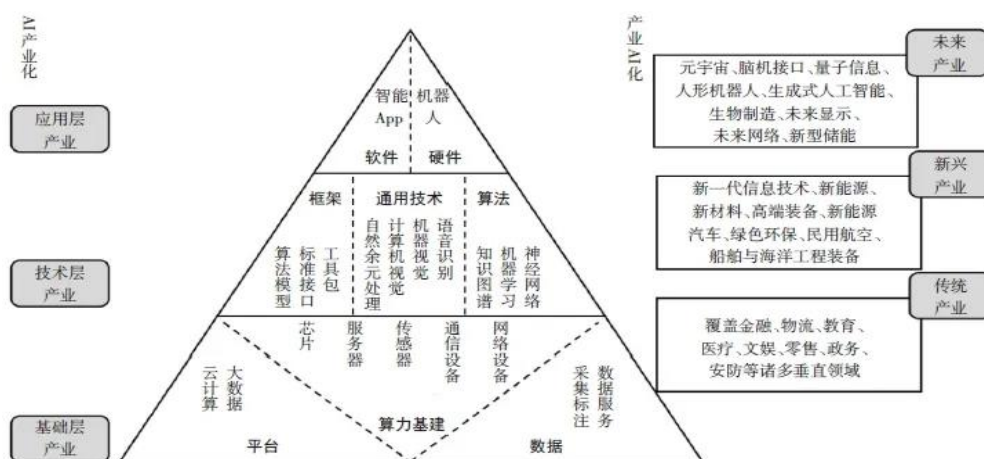 AI产业化
应用层
产业
技术层
产业
基础层
产业
智能
App
机器
人
软件
硬件
框架
通用技术
算法
算法模型
标准接口
工具包
自然余元处理
计算机视觉
机器视觉
语音识别
知识图谱
机器学习
神经网络
芯片
服务器
传感器
通信设备
网络设备
云计算
大数据
采集标注
数据服务
算力基建
平台
数据
产业AI化
未来
产业
元宇宙、脑机接口、量子信息、
人形机器人、生成式人工智能、
生物制造、未来显示、
未来网络、新型储能
新兴
产业
新一代信息技术、新能源、
新材料、高端装备、新能源
汽车、绿色环保、民用航空、
船舶与海洋工程装备
传统
产业
覆盖金融、物流、教育、
医疗、文娱、零售、政务、
安防等诸多垂直领域